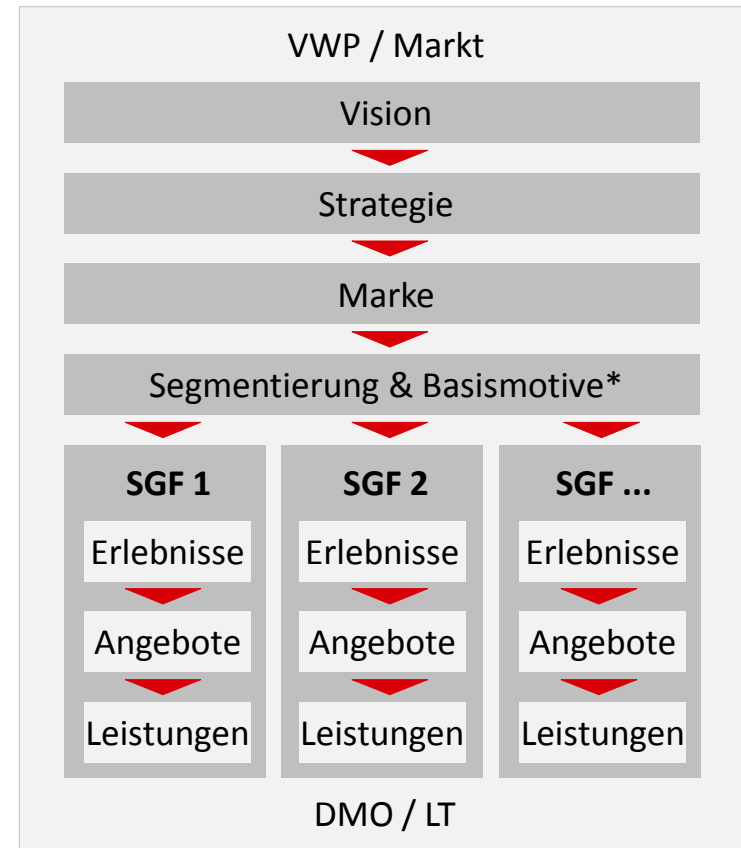 VWP / Markt
Vision
Strategie
Marke
Segmentierung & Basismotive*
SGF 1 SGF 2 SGF ...
Erlebnisse Erlebnisse Erlebnisse
Angebote Angebote Angebote
Leistungen Leistungen Leistungen
DMO / LT